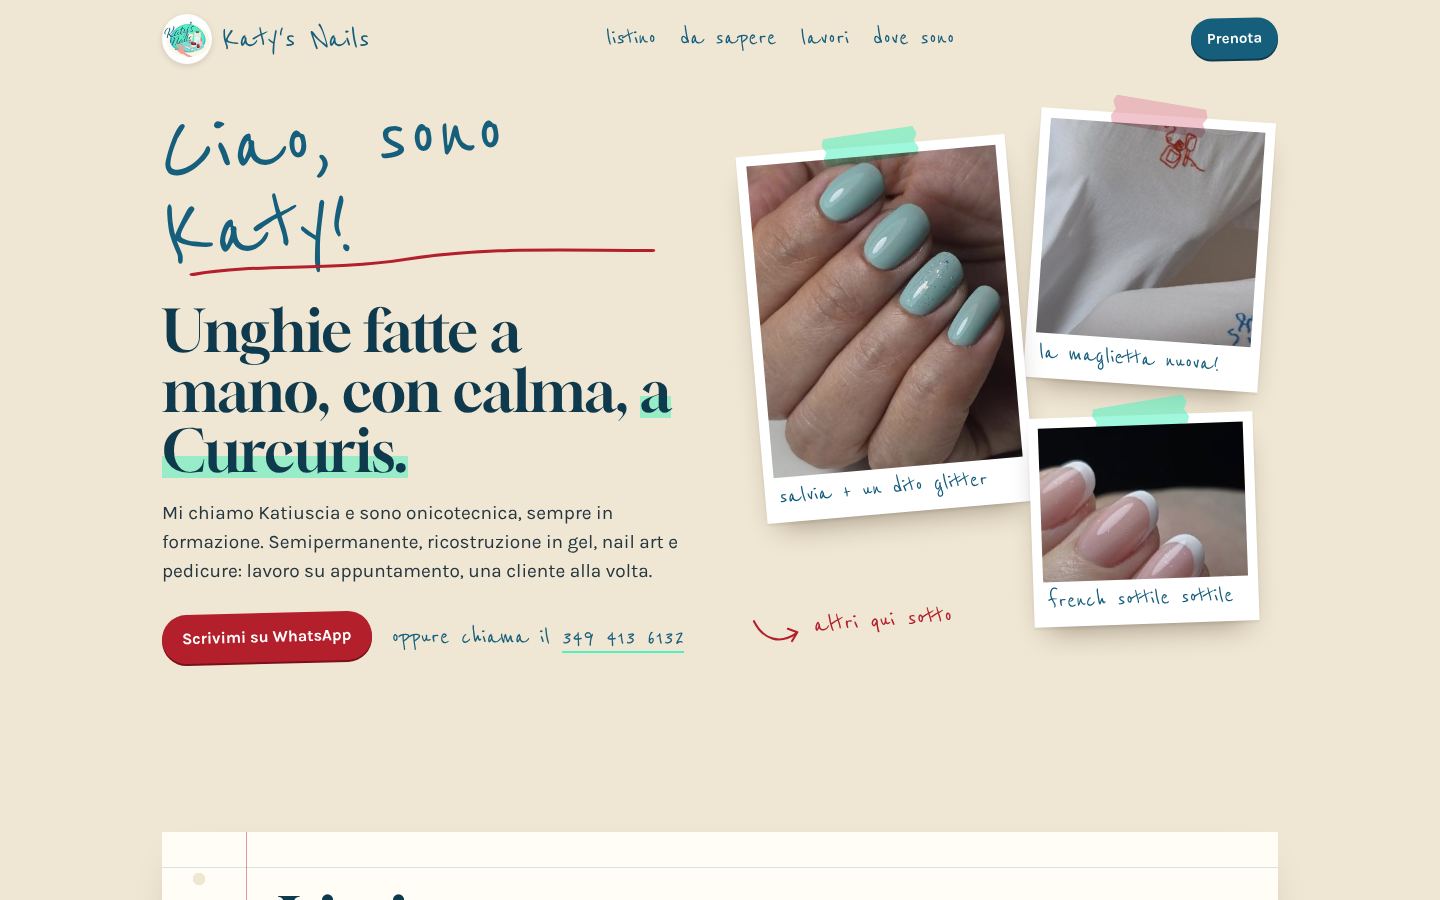 Katy's Nails
listino da sapere lavori dove sono
Prenota
Ciao, sono
Katy!
Unghie fatte a
mano, con calma, a
Curcuris.
Mi chiamo Katiuscia e sono onicotecnica, sempre in
formazione. Semipermanente, ricostruzione in gel, nail art e
pedicure: lavoro su appuntamento, una cliente alla volta.
Scrivimi su WhatsApp
oppure chiama il 349 413 6132
salvia + un dito glitter
la maglietta nuova!
french sottile sottile
altri qui sotto